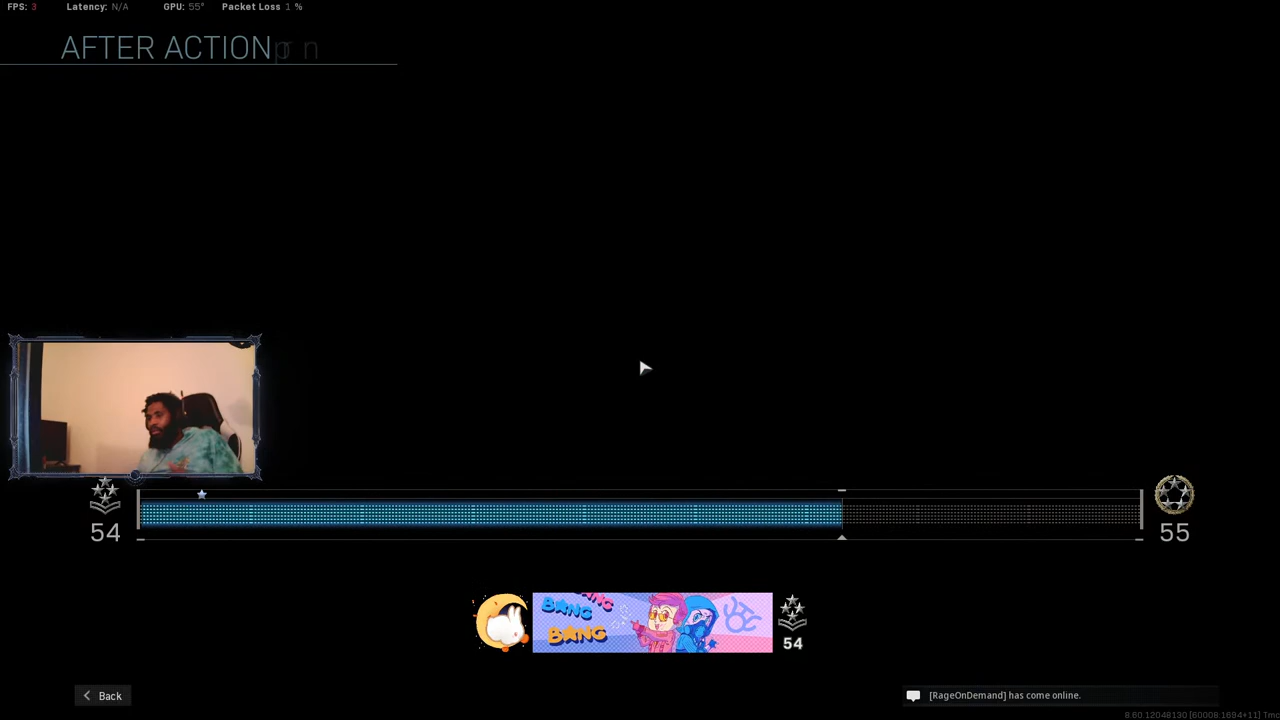 FPS: 3 Latency: N/A GPU: 55° Packet Loss 1 %
AFTER ACTION
54
55
BANG
BANG
BANG
54
Back
[RageOnDemand] has come online.